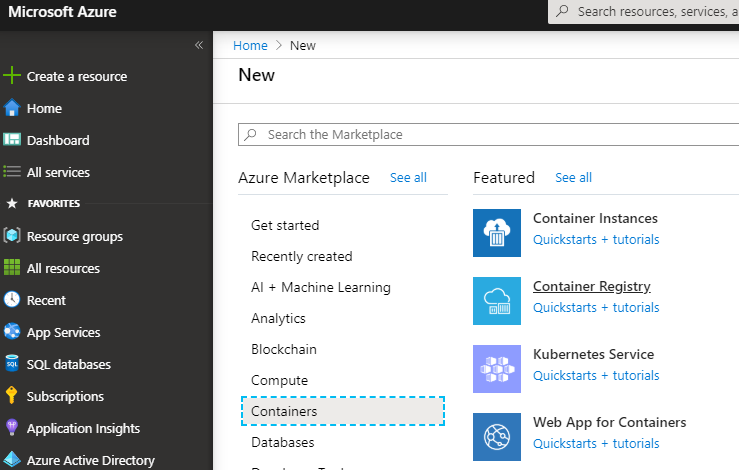 Microsoft Azure
Search resources, services, a
«
Create a resource
Home
Dashboard
All services
FAVORITES
Resource groups
All resources
Recent
App Services
SQL databases
SQL
Subscriptions
Application Insights
Azure Active Directory
Home > New
New
Search the Marketplace
Azure Marketplace See all
Get started
Recently created
AI + Machine Learning
Analytics
Blockchain
Compute
Containers
Databases
Featured See all
Container Instances
Quickstarts + tutorials
Container Registry
Quickstarts + tutorials
Kubernetes Service
Quickstarts + tutorials
Web App for Containers
Quickstarts + tutorials